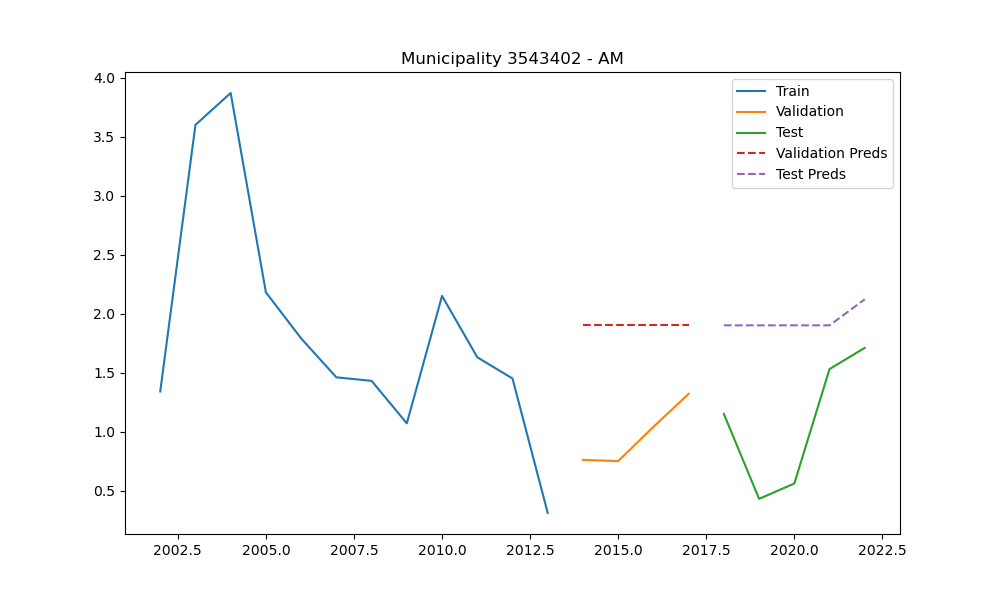 Municipality 3543402 - AM
4.0
3.5
3.0
2.5
2.0
1.5
1.0
0.5
Train
Validation
Test
Validation Preds
Test Preds
2002.5 2005.0 2007.5 2010.0 2012.5 2015.0 2017.5 2020.0 2022.5